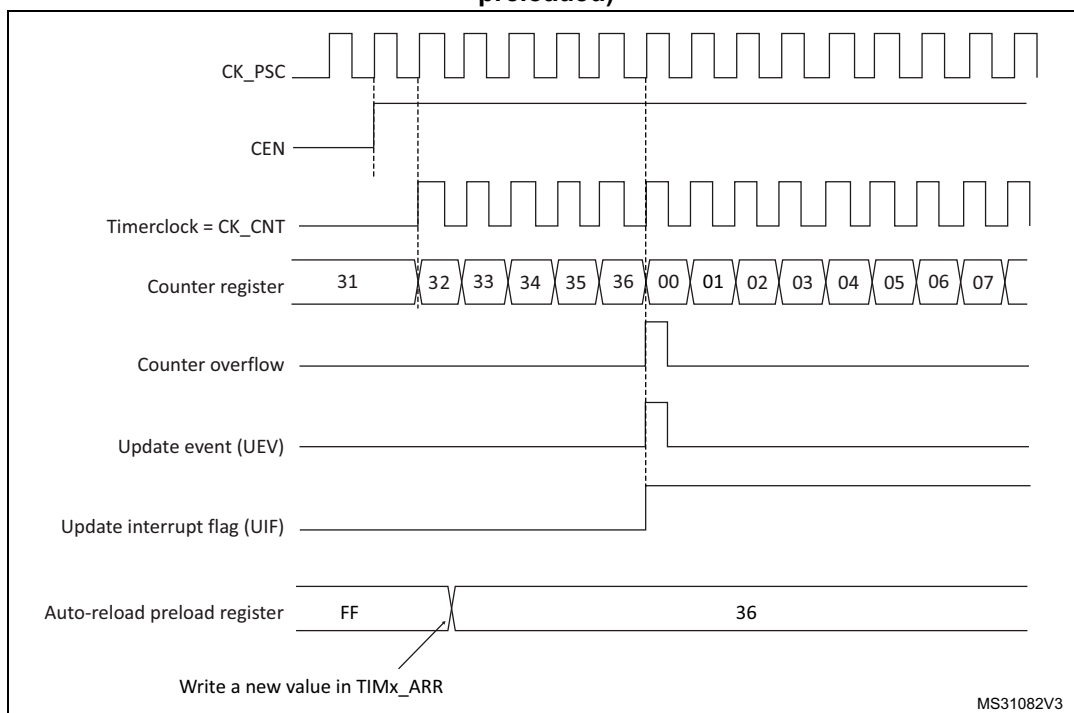 preloaded)
CK_PSC
CEN
Timerclock = CK_CNT
Counter register 31 32 33 34 35 36 00 01 02 03 04 05 06 07
Counter overflow
Update event (UEV)
Update interrupt flag (UIF)
Auto-reload preload register FF 36
Write a new value in TIMx_ARR
MS31082V3